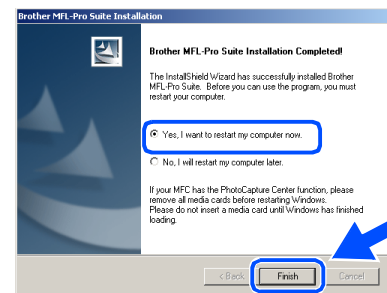 Brother MFL-Pro Suite Installation
Brother MFL-Pro Suite Installation Completed!
The InstallShield Wizard has successfully installed Brother
MFL-Pro Suite. Before you can use the program, you must
restart your computer.
Yes, I want to restart my computer now.
No, I will restart my computer later.
If your MFC has the PhotoCapture Center function, please
remove all media cards before restarting Windows.
Please do not insert a media card until Windows has finished
loading.
< Back Finish Cancel